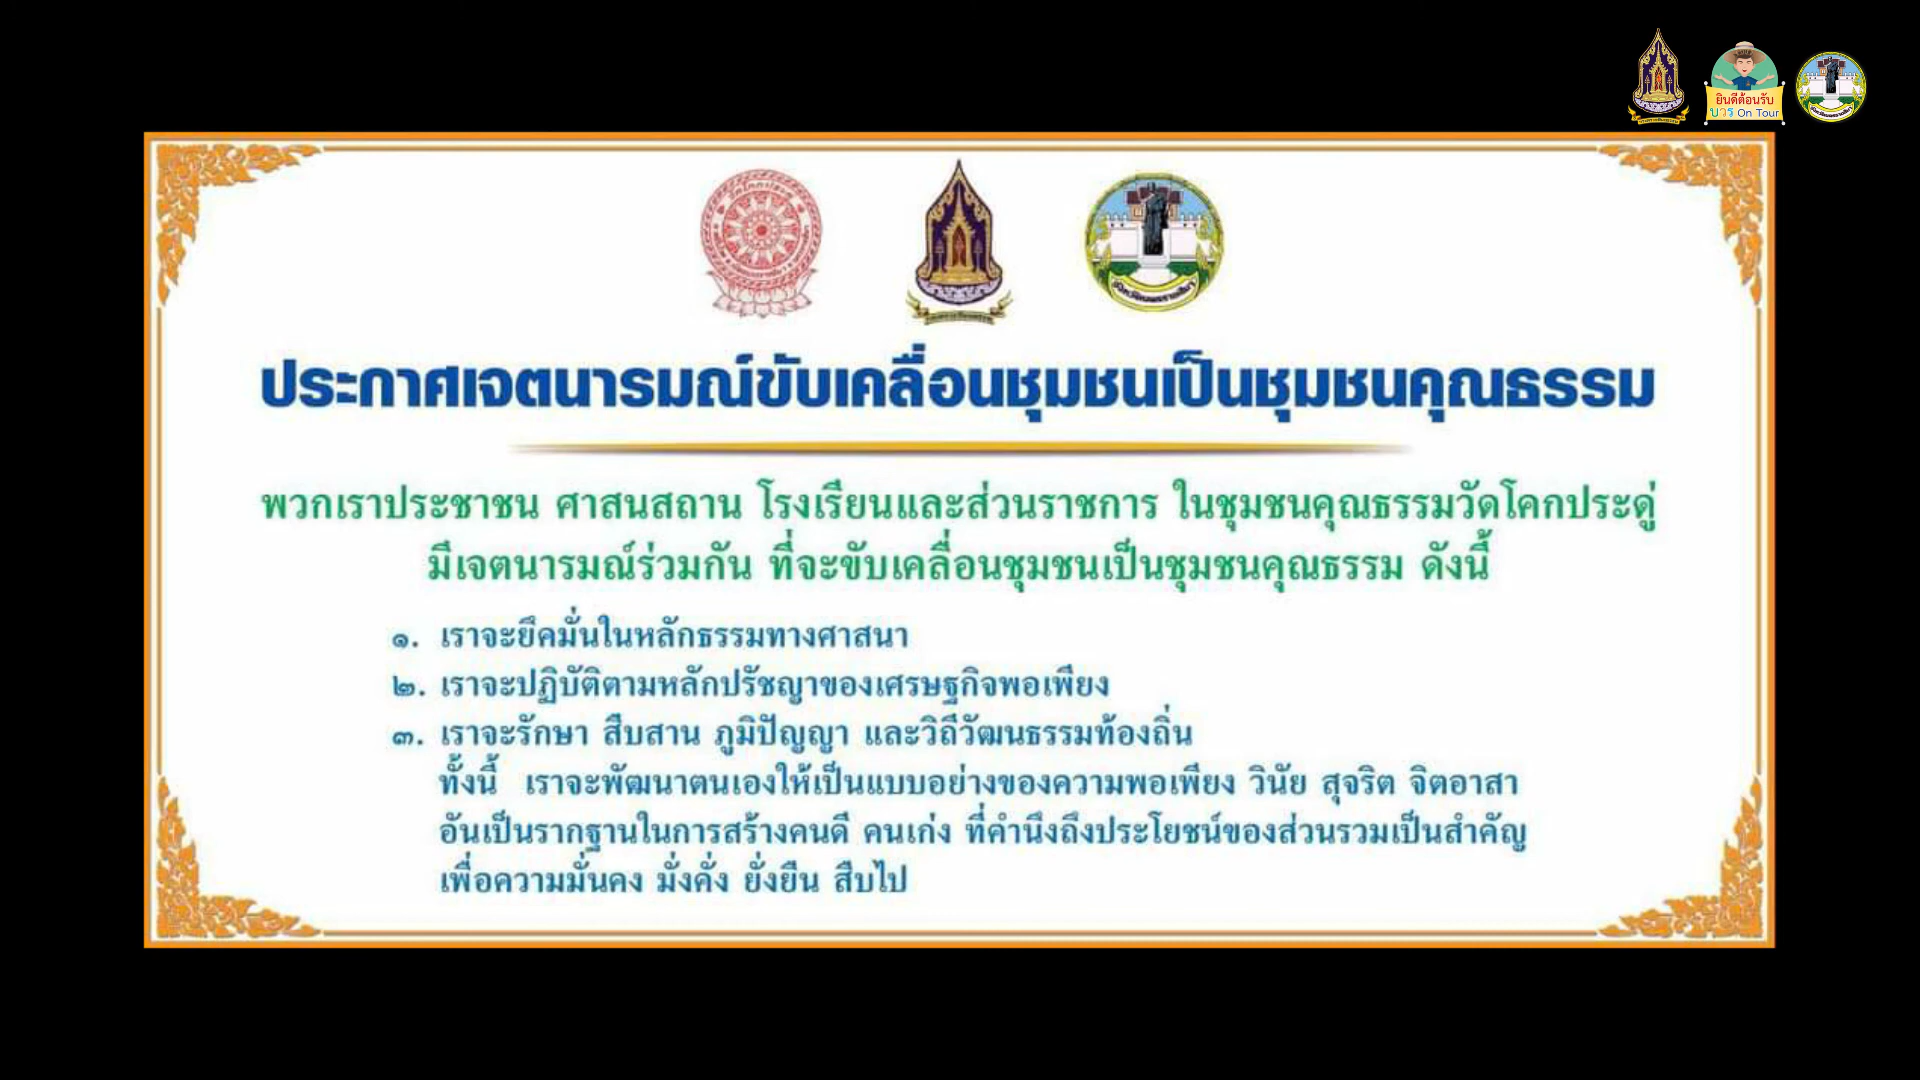 ยินดีต้อนรับ
บวร On Tour
วัดโคกประดู่
ประกาศเจตนารมณ์ขับเคลื่อนชุมชนเป็นชุมชนคุณธรรม
พวกเราประชาชน ศาสนสถาน โรงเรียนและส่วนราชการ ในชุมชนคุณธรรมวัดโคกประดู่
มีเจตนารมณ์ร่วมกัน ที่จะขับเคลื่อนชุมชนเป็นชุมชนคุณธรรม ดังนี้
๑. เราจะยึดมั่นในหลักธรรมทางศาสนา
๒. เราจะปฏิบัติตามหลักปรัชญาของเศรษฐกิจพอเพียง
๓. เราจะรักษา สืบสาน ภูมิปัญญา และวิถีวัฒนธรรมท้องถิ่น
ทั้งนี้ เราจะพัฒนาตนเองให้เป็นแบบอย่างของความพอเพียง วินัย สุจริต จิตอาสา
อันเป็นรากฐานในการสร้างคนดี คนเก่ง ที่คำนึงถึงประโยชน์ของส่วนรวมเป็นสำคัญ
เพื่อความมั่นคง มั่งคั่ง ยั่งยืน สืบไป